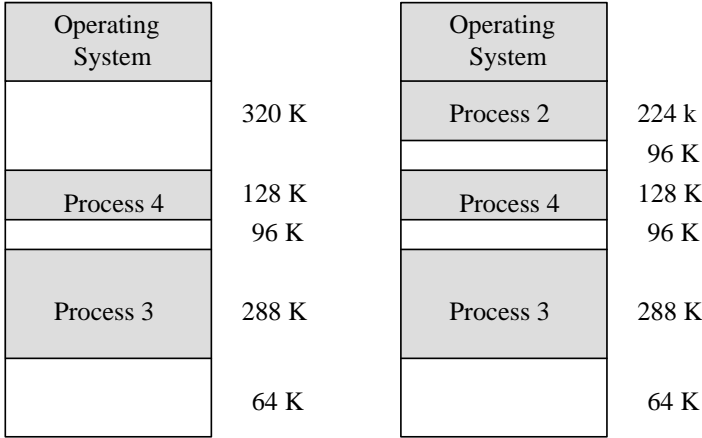 Operating
System
320 K
Process 4
128 K
96 K
Process 3
288 K
64 K
Operating
System
Process 2
224 k
96 K
Process 4
128 K
96 K
Process 3
288 K
64 K